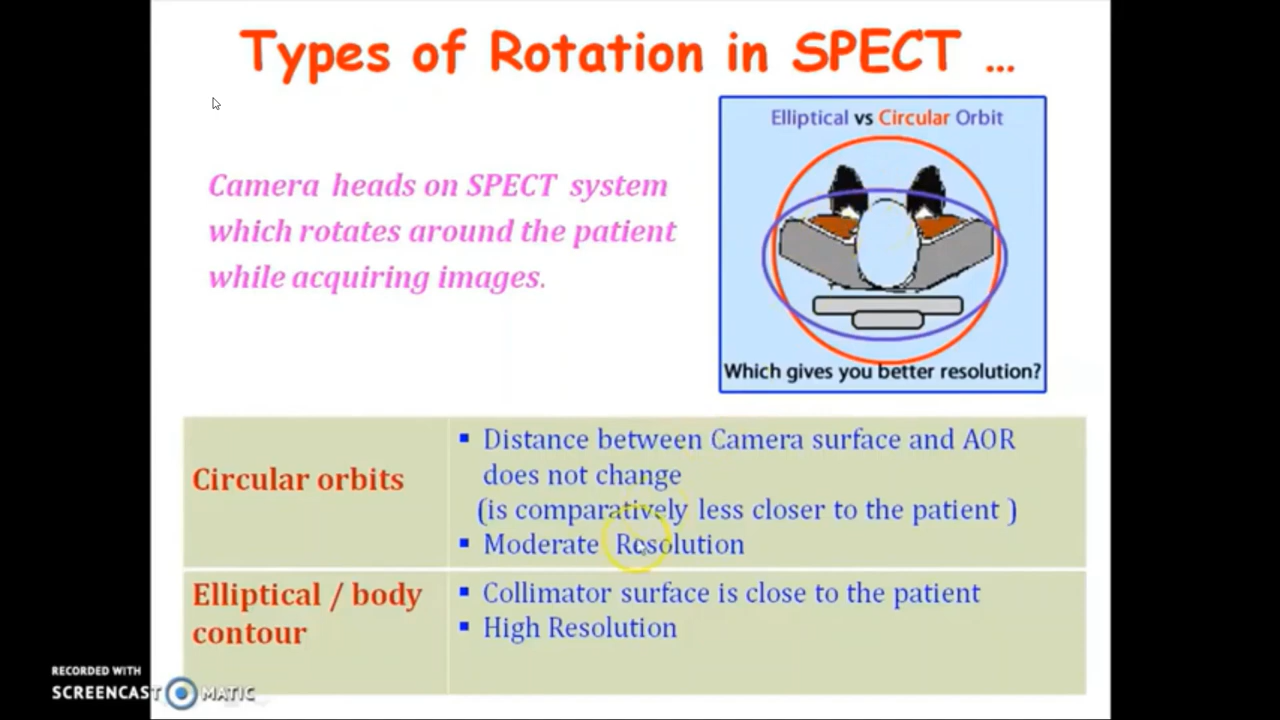 Types of Rotation in SPECT ...
Camera heads on SPECT system
which rotates around the patient
while acquiring images.
Elliptical vs Circular Orbit
Which gives you better resolution?
Circular orbits
▪ Distance between Camera surface and AOR
does not change
(is comparatively less closer to the patient )
▪ Moderate Resolution
Elliptical / body
contour
▪ Collimator surface is close to the patient
▪ High Resolution
RECORDED WITH
SCREENCAST MATIC